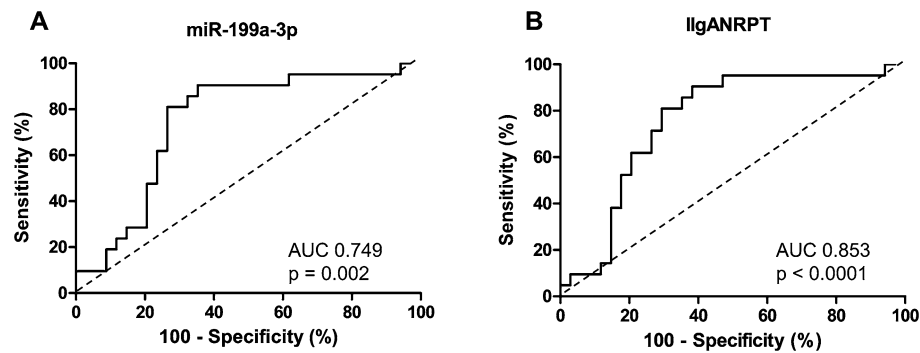 A
miR-199a-3p
100
80
60
40
20
0
Sensitivity (%)
AUC 0.749
p = 0.002
0 20 40 60 80 100
100 - Specificity (%)
B
IIgANRPT
100
80
60
40
20
0
Sensitivity (%)
AUC 0.853
p < 0.0001
0 20 40 60 80 100
100 - Specificity (%)